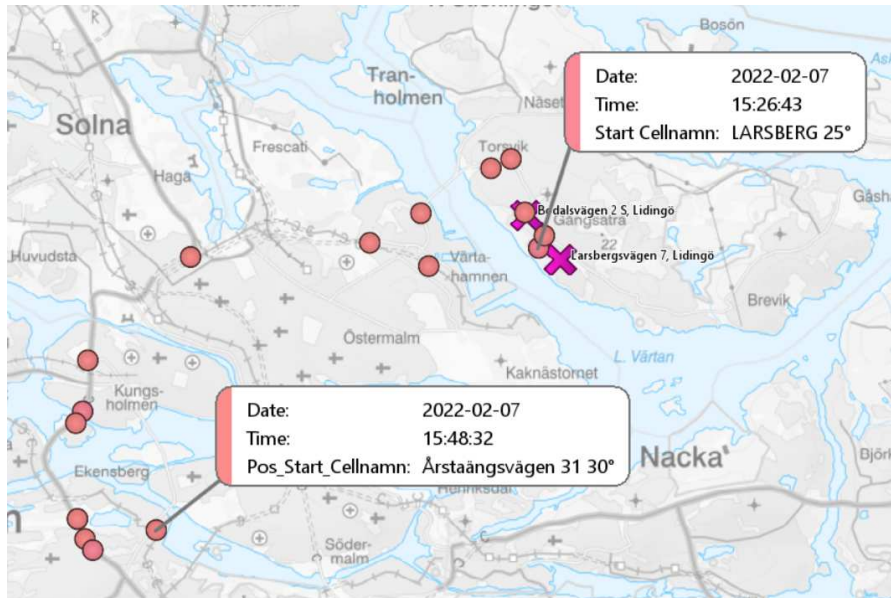 Bosön
Tran-
holmen
Näset
Solna
Frescati
Torsvik
Haga
Date: 2022-02-07
Time: 15:26:43
Start Cellnamn: LARSBERG 25°
Bodalsvägen 2 S, Lidingö
Gångsätra
22
Huvudsta
Värta-
hamnen
Larsbergsvägen 7, Lidingö
Brevik
Östermalm
L. Värtan
Kaknästornet
Kungs-
holmen
Date: 2022-02-07
Time: 15:48:32
Pos_Start_Cellnamn: Årstaängsvägen 31 30°
Ekensberg
Nacka
Söder-
malm